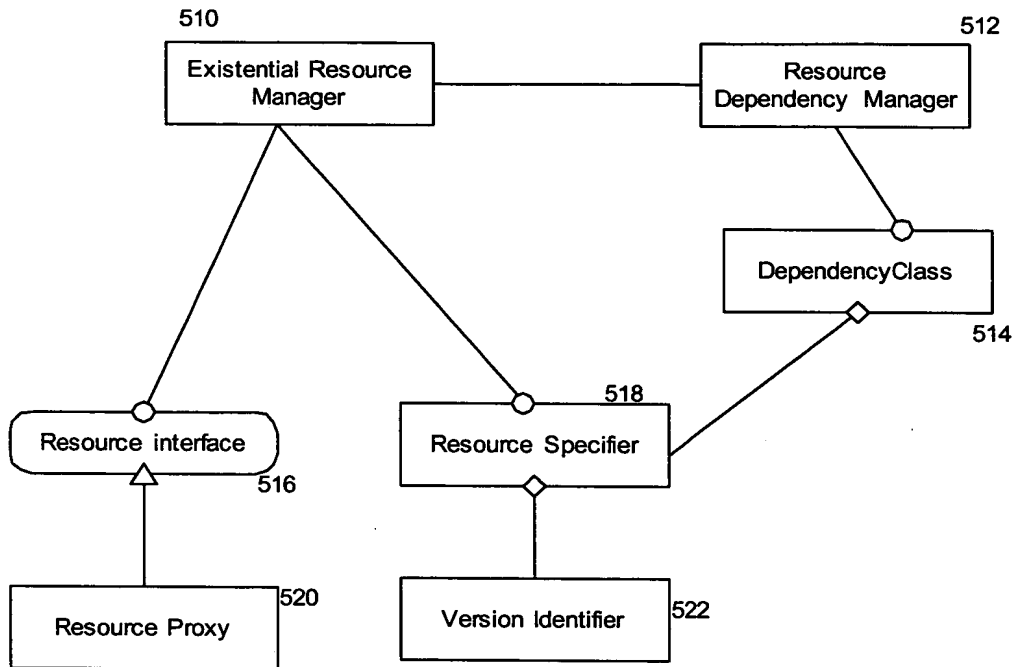 510
512
Existential Resource
Manager
Resource
Dependency Manager
DependencyClass
514
518
Resource interface
516
Resource Specifier
520
Resource Proxy
Version Identifier
522